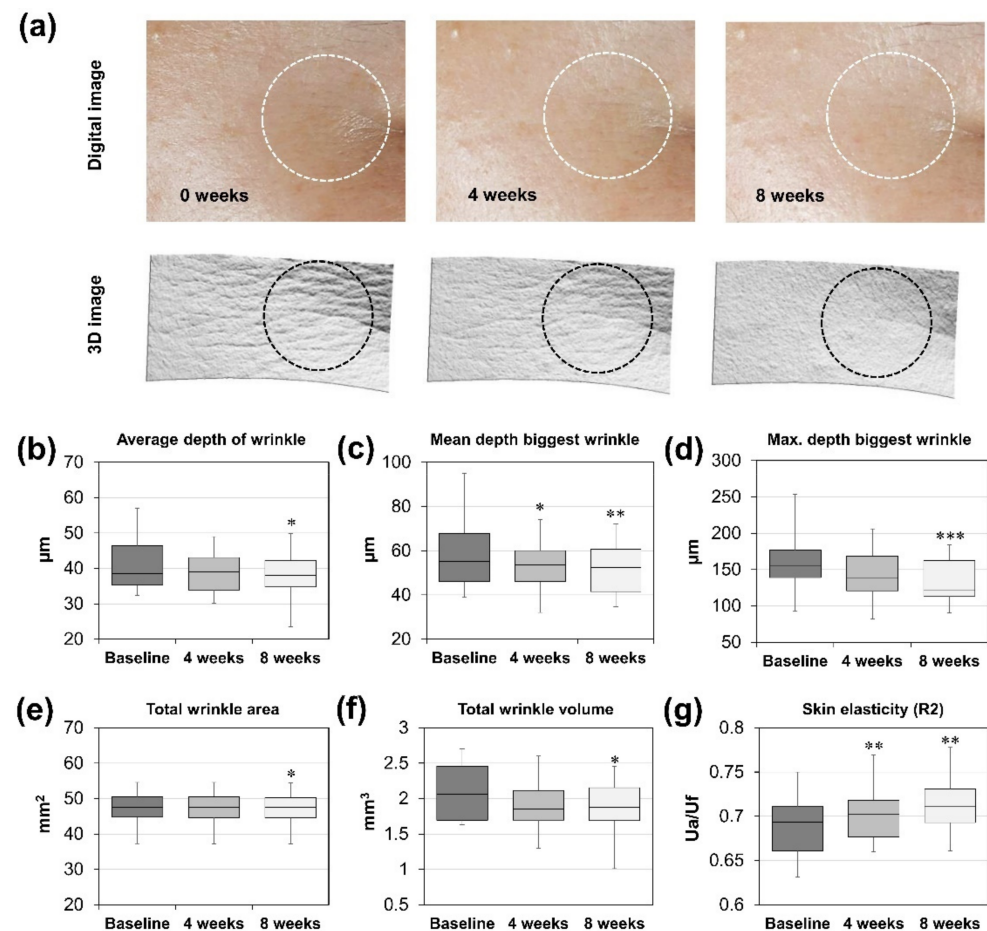 (a)
Digital image
0 weeks
4 weeks
8 weeks
3D image
(b)
Average depth of wrinkle
70
60
50
40
30
20
µm
*
Baseline 4 weeks 8 weeks
(c)
Mean depth biggest wrinkle
100
80
60
40
20
µm
*
**
Baseline 4 weeks 8 weeks
(d)
Max. depth biggest wrinkle
300
250
200
150
100
50
µm
***
Baseline 4 weeks 8 weeks
(e)
Total wrinkle area
70
60
50
40
30
20
mm²
*
Baseline 4 weeks 8 weeks
(f)
Total wrinkle volume
3
2.5
2
1.5
1
0.5
mm³
*
Baseline 4 weeks 8 weeks
(g)
Skin elasticity (R2)
0.8
0.75
0.7
0.65
0.6
Ua/Uf
**
**
Baseline 4 weeks 8 weeks